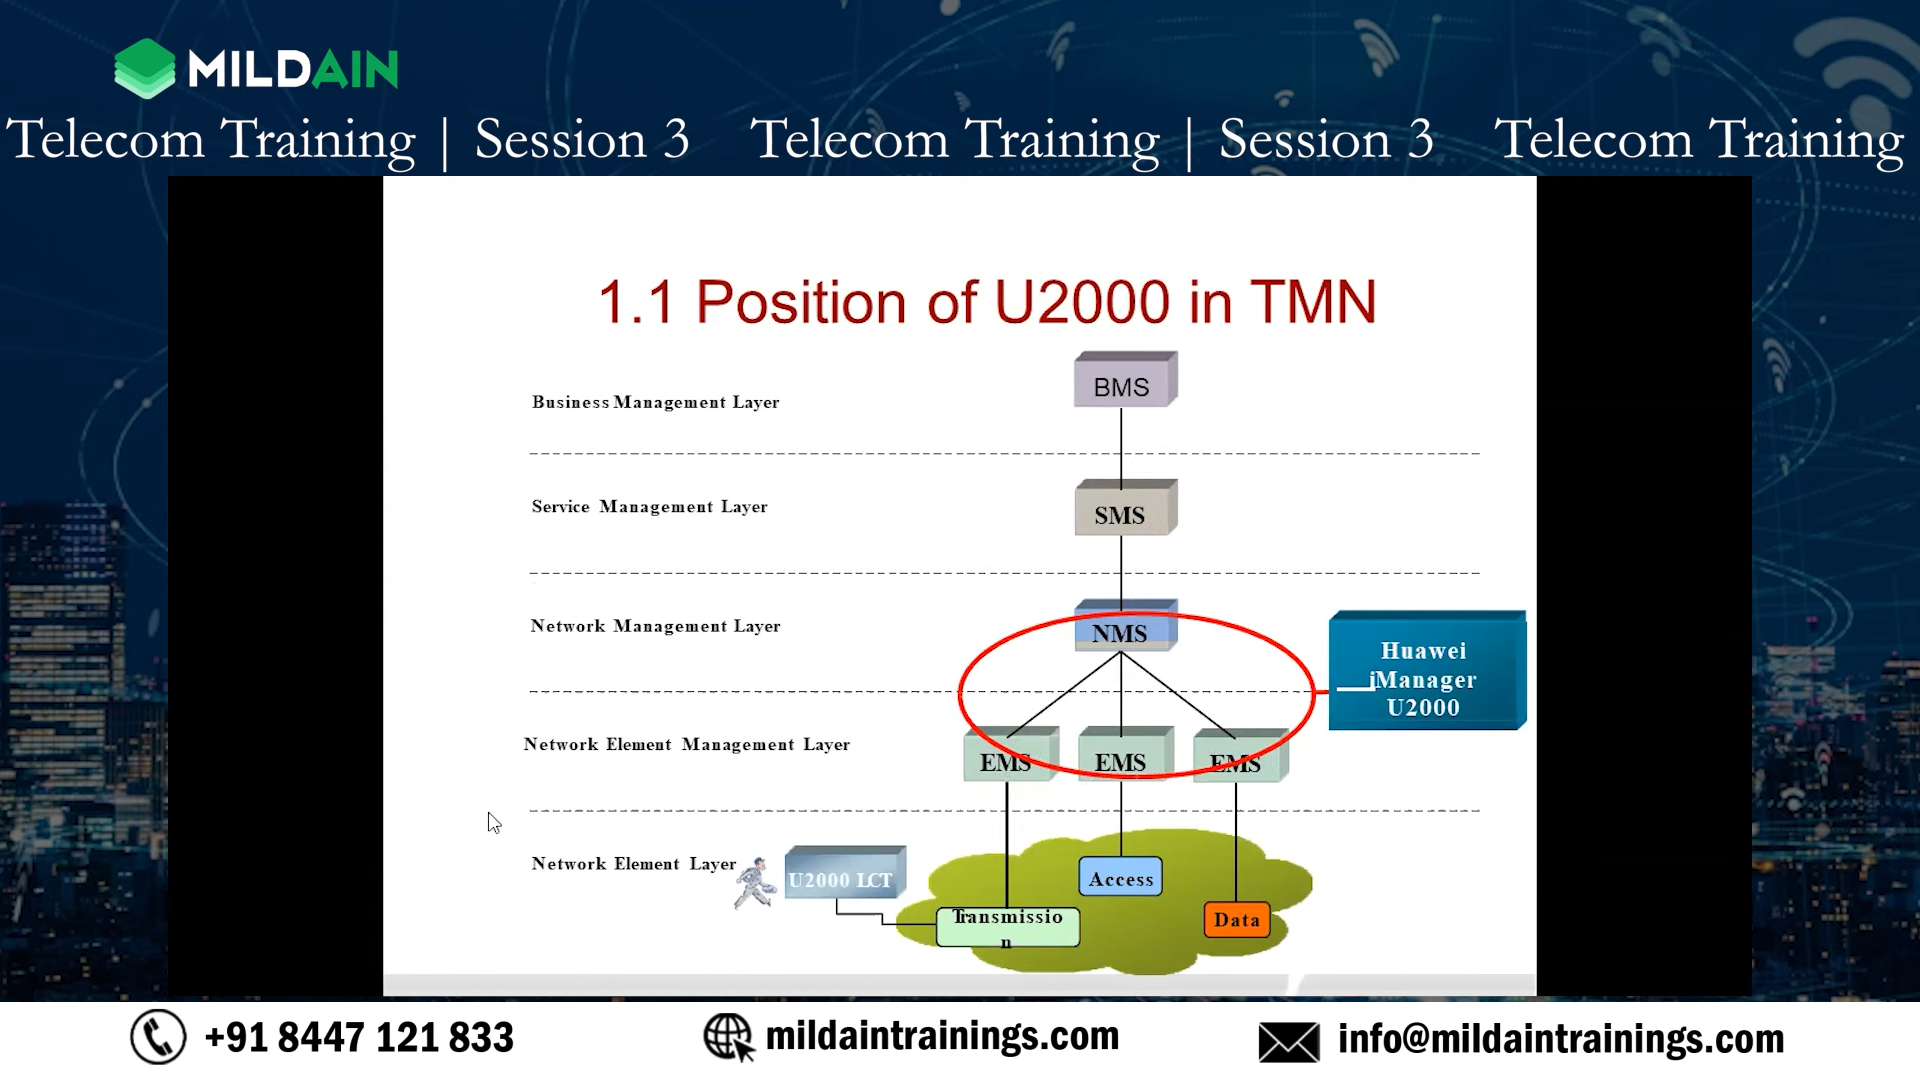 MILDAIN
Telecom Training | Session 3 Telecom Training | Session 3 Telecom Training
1.1 Position of U2000 in TMN
BMS
Business Management Layer
Service Management Layer
SMS
Network Management Layer
NMS
Huawei
iManager
U2000
Network Element Management Layer
EMS EMS EMS
Network Element Layer
U2000 LCT
Access
Transmissio
n
Data
+91 8447 121 833
mildaintrainings.com
info@mildaintrainings.com